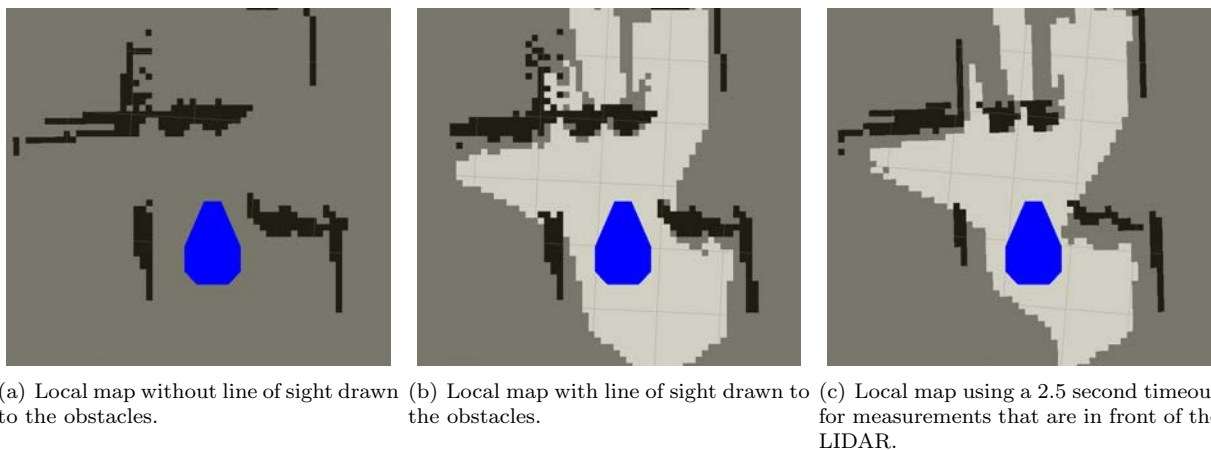 (a) Local map without line of sight drawn
to the obstacles.
(b) Local map with line of sight drawn to
the obstacles.
(c) Local map using a 2.5 second timeou
for measurements that are in front of the
LIDAR.